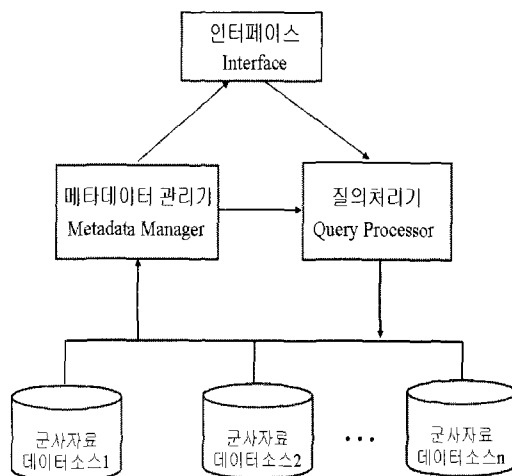 인터페이스
Interface
메타데이터 관리기
Metadata Manager
질의처리기
Query Processor
군사자료
데이터소스1
군사자료
데이터소스2
...
군사자료
데이터소스n